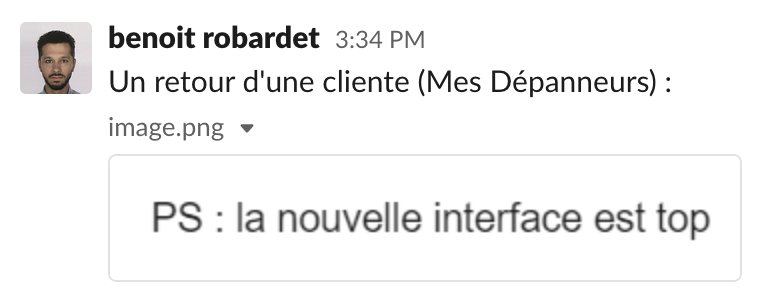 benoit robardet 3:34 PM
Un retour d'une cliente (Mes Dépanneurs) :
image.png
PS : la nouvelle interface est top